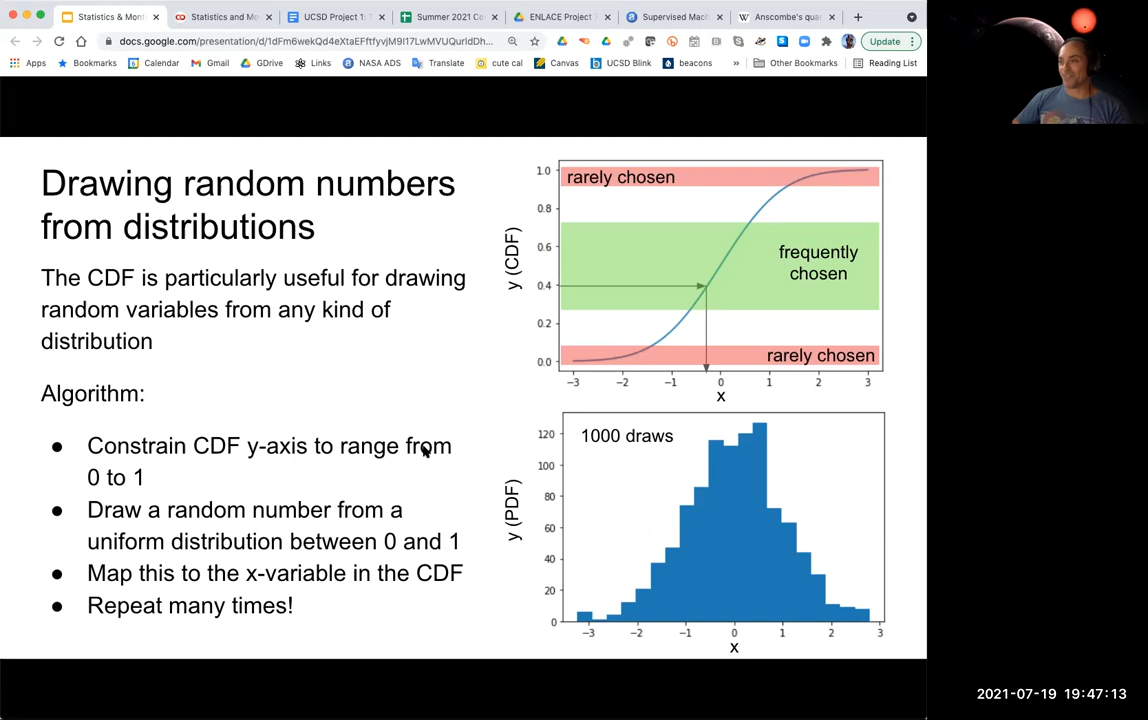 Statistics & Mont
Statistics and Mo
UCSD Project 1: T
Summer 2021 Co
ENLACE Project
Supervised Mac
Anscombe's qua
docs.google.com/presentation/d/1dFm6wekQd4eXtaEFftfyvjM9I17LwMVUQurIdDh...
Update
Apps
Bookmarks
Calendar
Gmail
GDrive
Links
NASA ADS
Translate
cute cal
Canvas
UCSD Blink
beacons
»
Other Bookmarks
Reading List
Drawing random numbers
from distributions
The CDF is particularly useful for drawing
random variables from any kind of
distribution
Algorithm:
● Constrain CDF y-axis to range from
0 to 1
● Draw a random number from a
uniform distribution between 0 and 1
● Map this to the x-variable in the CDF
● Repeat many times!
y (CDF)
1.0
0.8
0.6
0.4
0.2
0.0
rarely chosen
frequently
chosen
rarely chosen
−3 −2 −1 0 1 2 3
x
y (PDF)
120
100
80
60
40
20
0
1000 draws
−3 −2 −1 0 1 2 3
x
2021-07-19 19:47:13